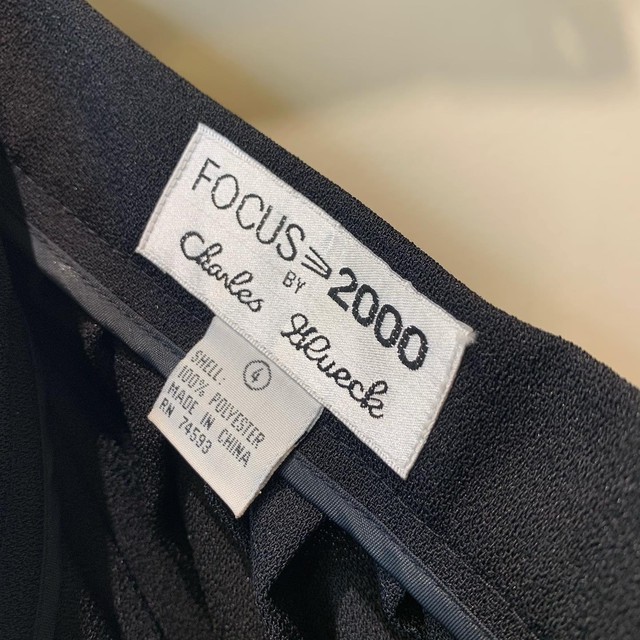 FOCUS ⋝ 2000
BY
Charles Glueck
4
SHELL:
100% POLYESTER
MADE IN CHINA
RN 74593